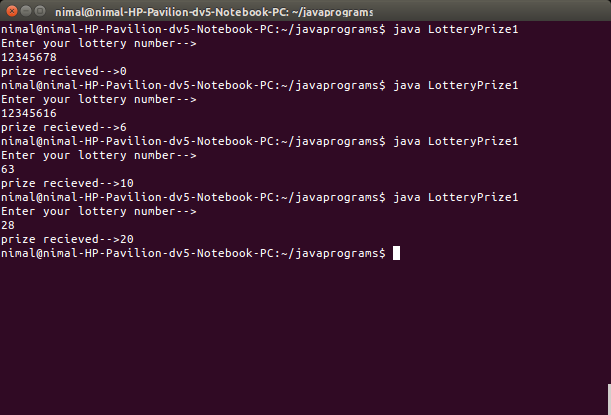 nimal@nimal-HP-Pavilion-dv5-Notebook-PC: ~/javaprograms
nimal@nimal-HP-Pavilion-dv5-Notebook-PC:~/javaprograms$ java LotteryPrize1
Enter your lottery number-->
12345678
prize recieved-->0
nimal@nimal-HP-Pavilion-dv5-Notebook-PC:~/javaprograms$ java LotteryPrize1
Enter your lottery number-->
12345616
prize recieved-->6
nimal@nimal-HP-Pavilion-dv5-Notebook-PC:~/javaprograms$ java LotteryPrize1
Enter your lottery number-->
63
prize recieved-->10
nimal@nimal-HP-Pavilion-dv5-Notebook-PC:~/javaprograms$ java LotteryPrize1
Enter your lottery number-->
28
prize recieved-->20
nimal@nimal-HP-Pavilion-dv5-Notebook-PC:~/javaprograms$